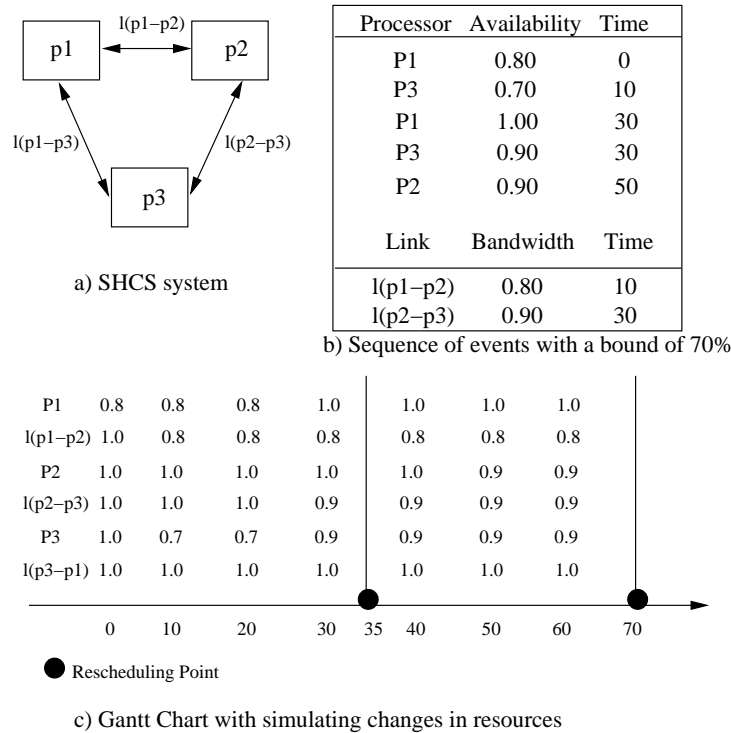 l(p1−p2)
p1
p2
l(p1−p3)
l(p2−p3)
p3
a) SHCS system
Processor Availability Time
P1 0.80 0
P3 0.70 10
P1 1.00 30
P3 0.90 30
P2 0.90 50
Link Bandwidth Time
l(p1−p2) 0.80 10
l(p2−p3) 0.90 30
b) Sequence of events with a bound of 70%
P1 0.8 0.8 0.8 1.0 1.0 1.0 1.0
l(p1−p2) 1.0 0.8 0.8 0.8 0.8 0.8 0.8
P2 1.0 1.0 1.0 1.0 1.0 0.9 0.9
l(p2−p3) 1.0 1.0 1.0 0.9 0.9 0.9 0.9
P3 1.0 0.7 0.7 0.9 0.9 0.9 0.9
l(p3−p1) 1.0 1.0 1.0 1.0 1.0 1.0 1.0
0 10 20 30 35 40 50 60 70
Rescheduling Point
c) Gantt Chart with simulating changes in resources